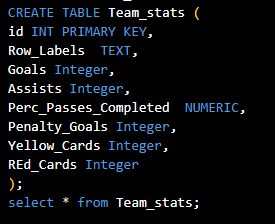 CREATE TABLE Team_stats (
id INT PRIMARY KEY,
Row_Labels  TEXT,
Goals Integer,
Assists Integer,
Perc_Passes_Completed  NUMERIC,
Penalty_Goals Integer,
Yellow_Cards Integer,
REd_Cards Integer
);
select * from Team_stats;